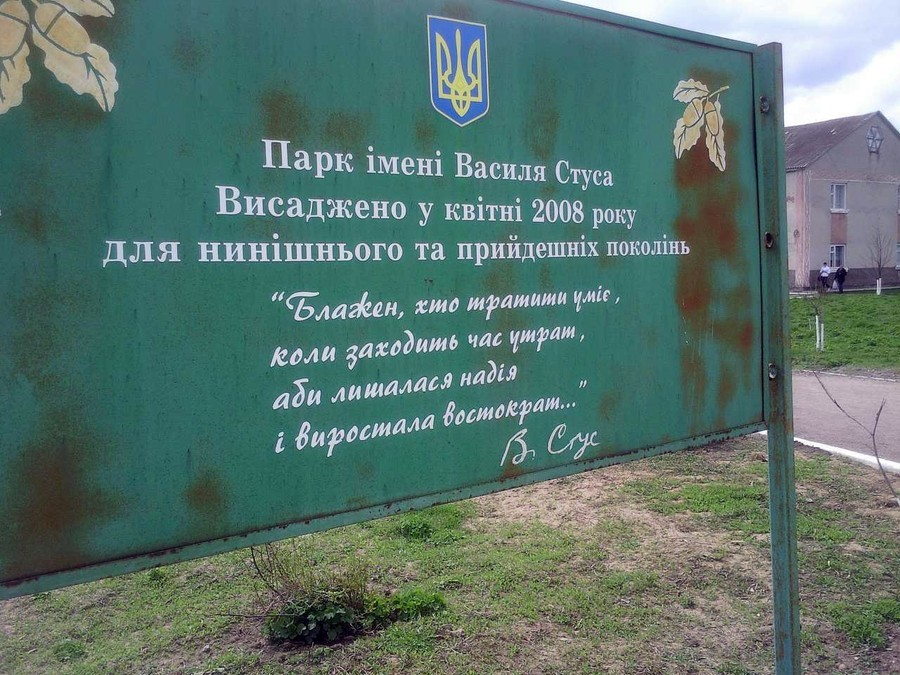 Парк імені Василя Стуса
Висаджено у квітні 2008 року
для нинішнього та прийдешніх поколінь
“Блажен, хто тратити уміє,
коли заходить час утрат,
аби лишалася надія
і виростала востократ...”
В. Стус